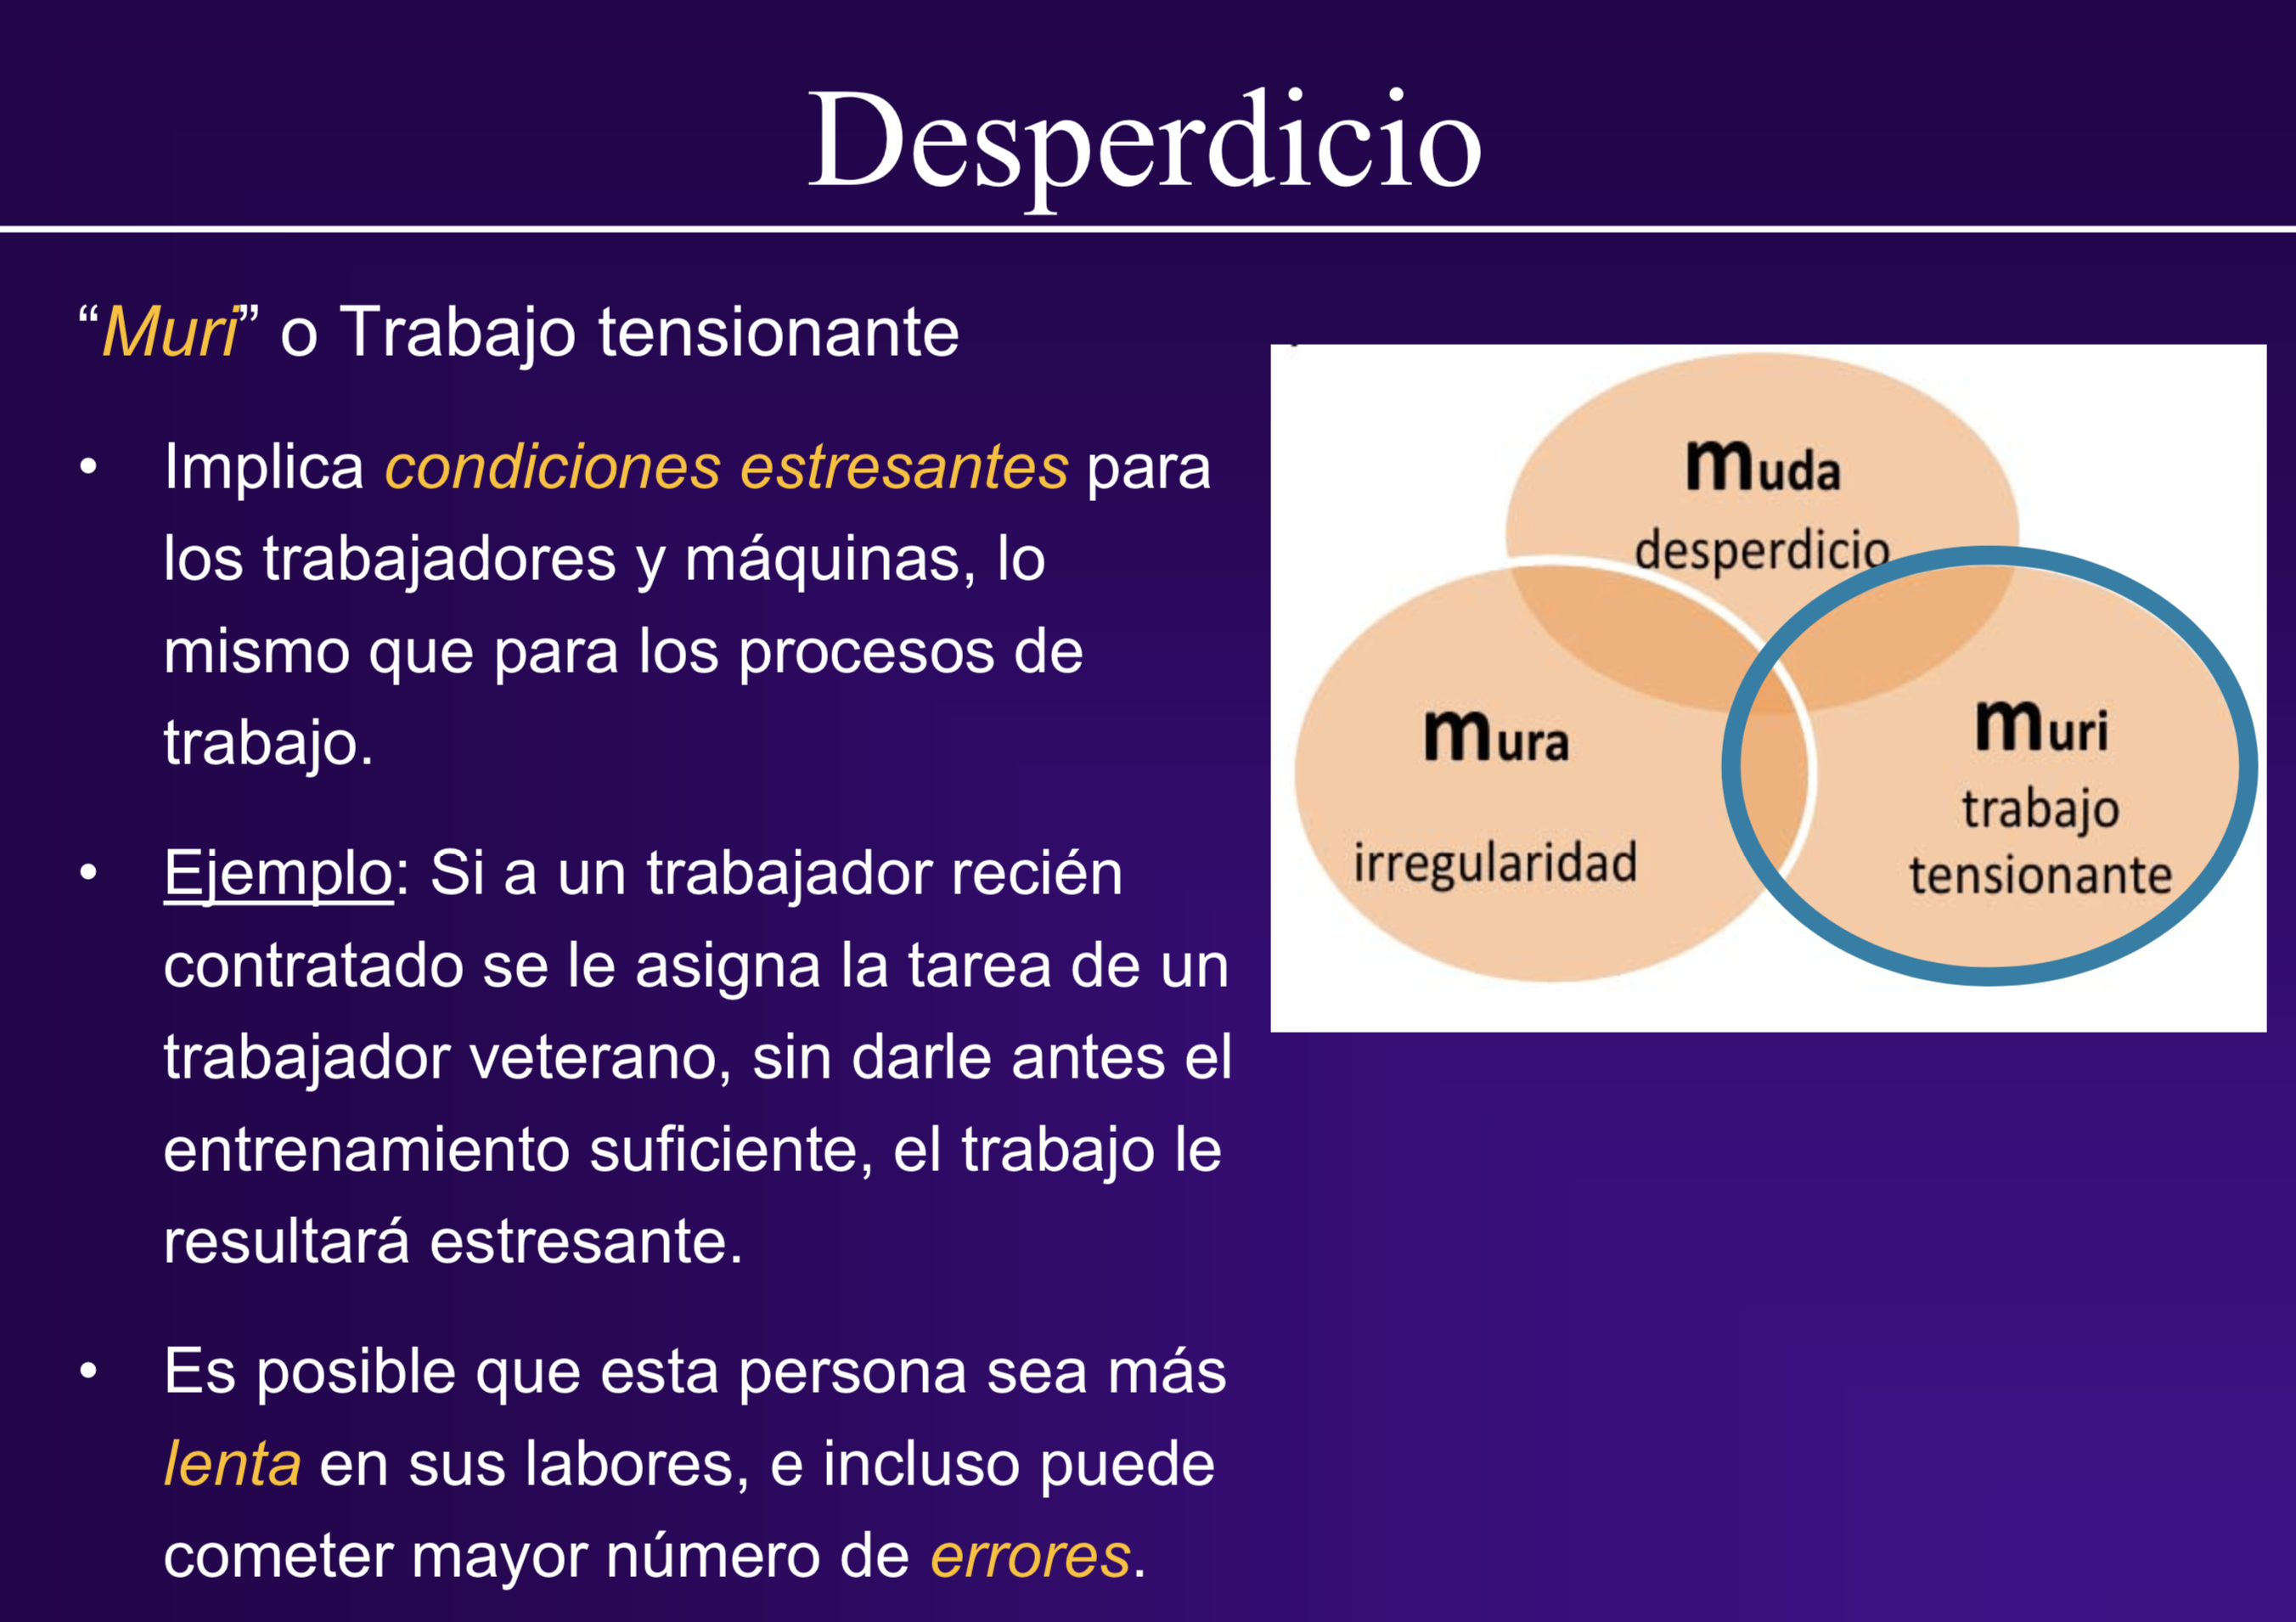 Desperdicio
“Muri” o Trabajo tensionante
• Implica condiciones estresantes para
los trabajadores y máquinas, lo
mismo que para los procesos de
trabajo.
• Ejemplo: Si a un trabajador recién
contratado se le asigna la tarea de un
trabajador veterano, sin darle antes el
entrenamiento suficiente, el trabajo le
resultará estresante.
• Es posible que esta persona sea más
lenta en sus labores, e incluso puede
cometer mayor número de errores.
muda
desperdicio
mura
irregularidad
muri
trabajo
tensionante